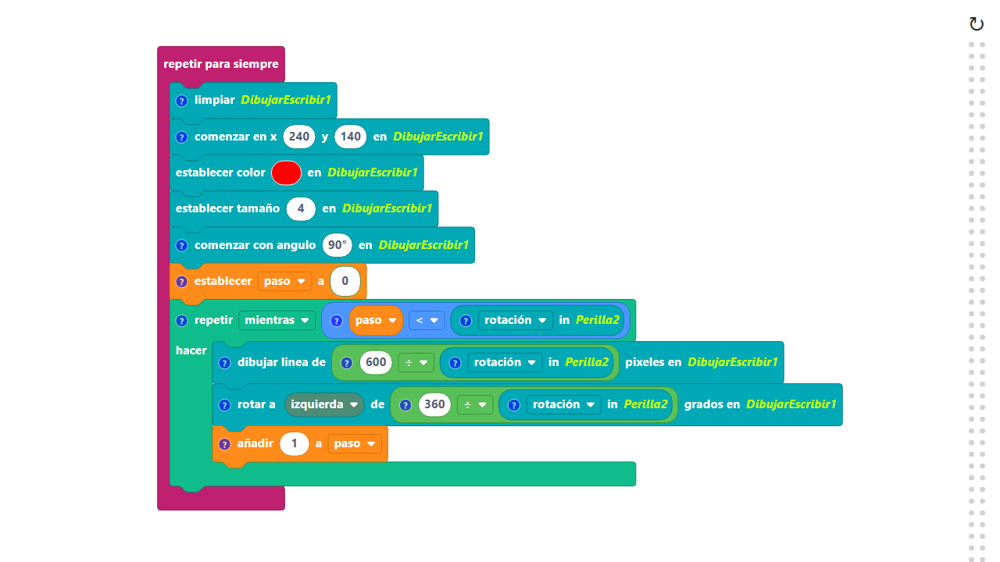 repetir para siempre
? limpiar DibujarEscribir1
? comenzar en x 240 y 140 en DibujarEscribir1
establecer color en DibujarEscribir1
establecer tamaño 4 en DibujarEscribir1
? comenzar con angulo 90° en DibujarEscribir1
? establecer paso a 0
? repetir mientras ? paso < ? rotación in Perilla2
hacer
? dibujar linea de ? 600 ÷ ? rotación in Perilla2 pixeles en DibujarEscribir1
? rotar a izquierda de ? 360 ÷ ? rotación in Perilla2 grados en DibujarEscribir1
? añadir 1 a paso